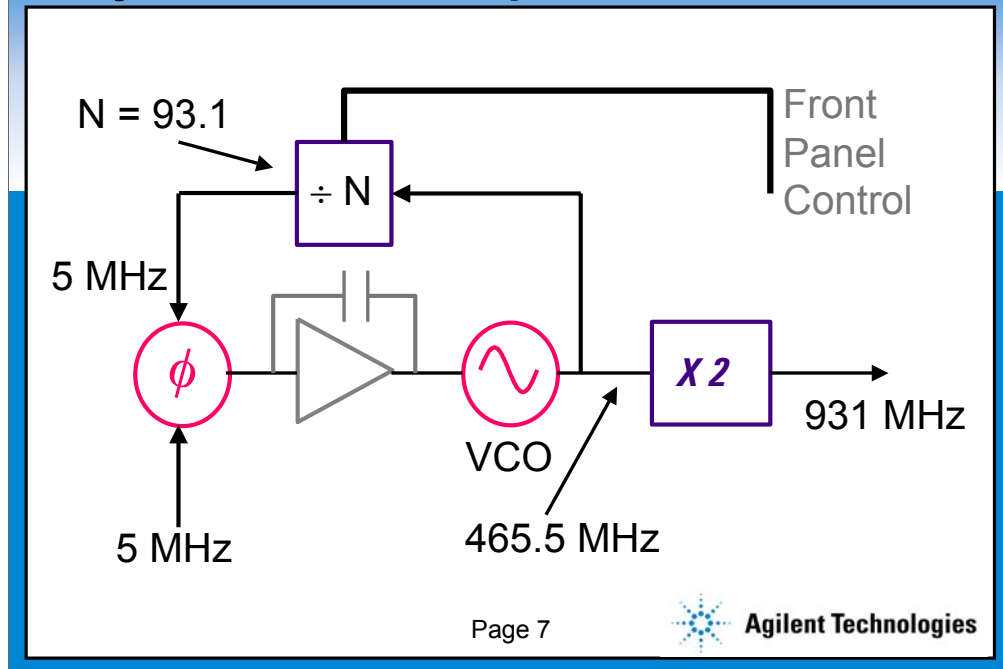 N = 93.1
Front
Panel
Control
÷ N
5 MHz
ϕ
X 2
931 MHz
VCO
465.5 MHz
5 MHz
Page 7
Agilent Technologies